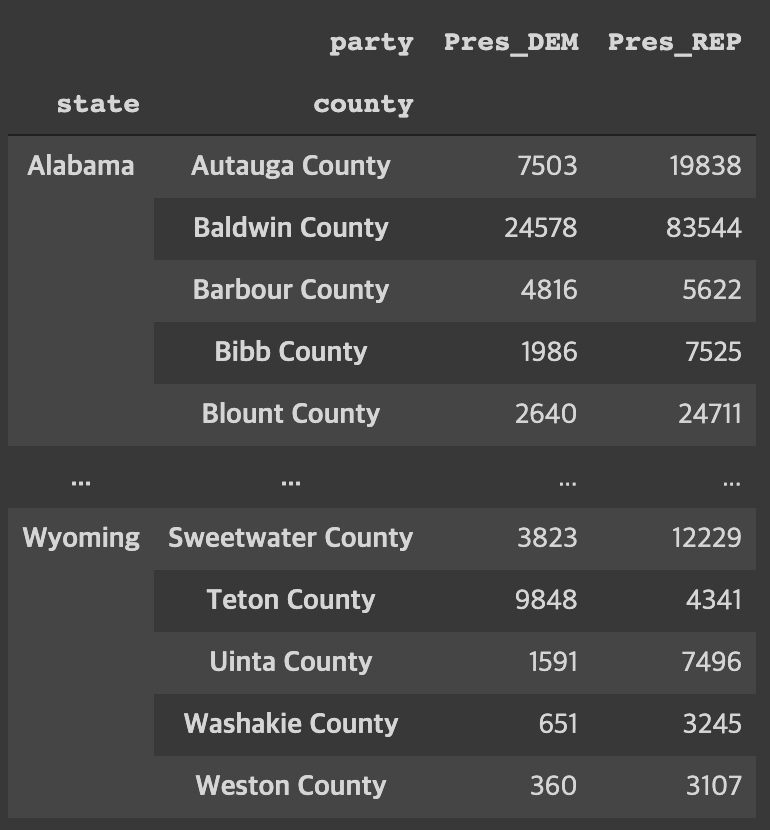 party Pres_DEM Pres_REP
state county
Alabama Autauga County 7503 19838
Baldwin County 24578 83544
Barbour County 4816 5622
Bibb County 1986 7525
Blount County 2640 24711
... ... ... ...
Wyoming Sweetwater County 3823 12229
Teton County 9848 4341
Uinta County 1591 7496
Washakie County 651 3245
Weston County 360 3107